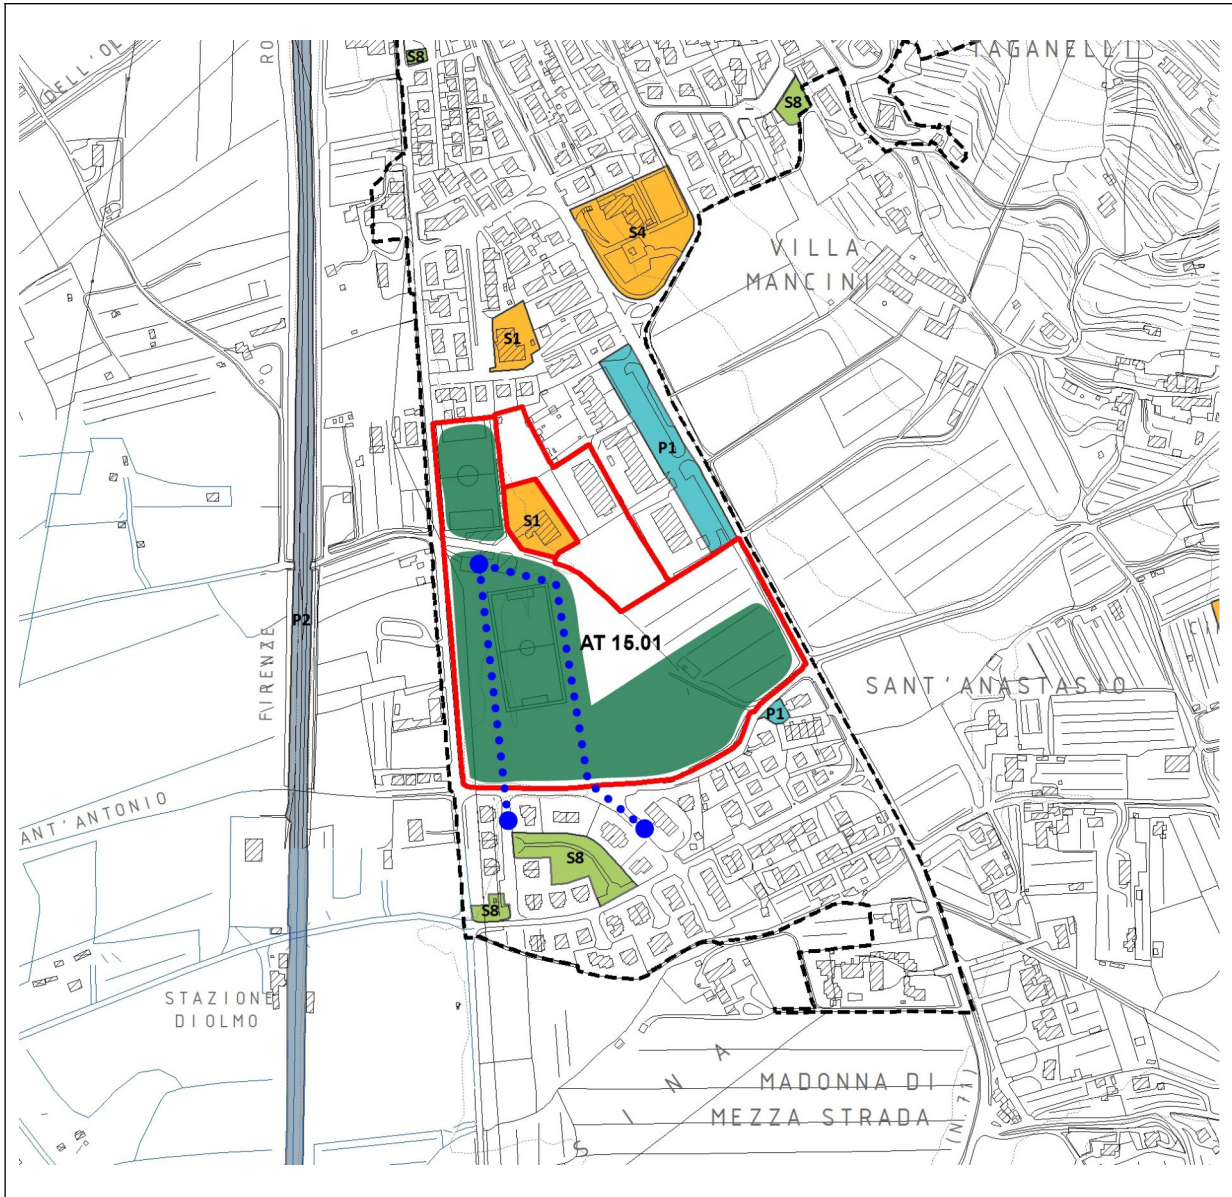 TAGANELLI
DELL'OL
RO
S8
S8
S4
VILLA
MANCINI
S1
P1
S1
P2
FIRENZE
AT 15.01
SANT'ANASTASIO
P1
ANT'ANTONIO
S8
S8
STAZIONE
DI OLMO
S I N A
MADONNA DI
MEZZA STRADA